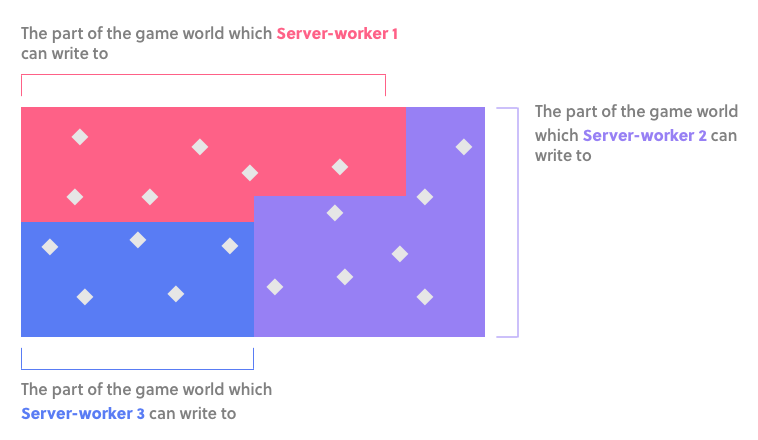 The part of the game world which Server-worker 1
can write to
The part of the game world
which Server-worker 2 can
write to
The part of the game world which
Server-worker 3 can write to